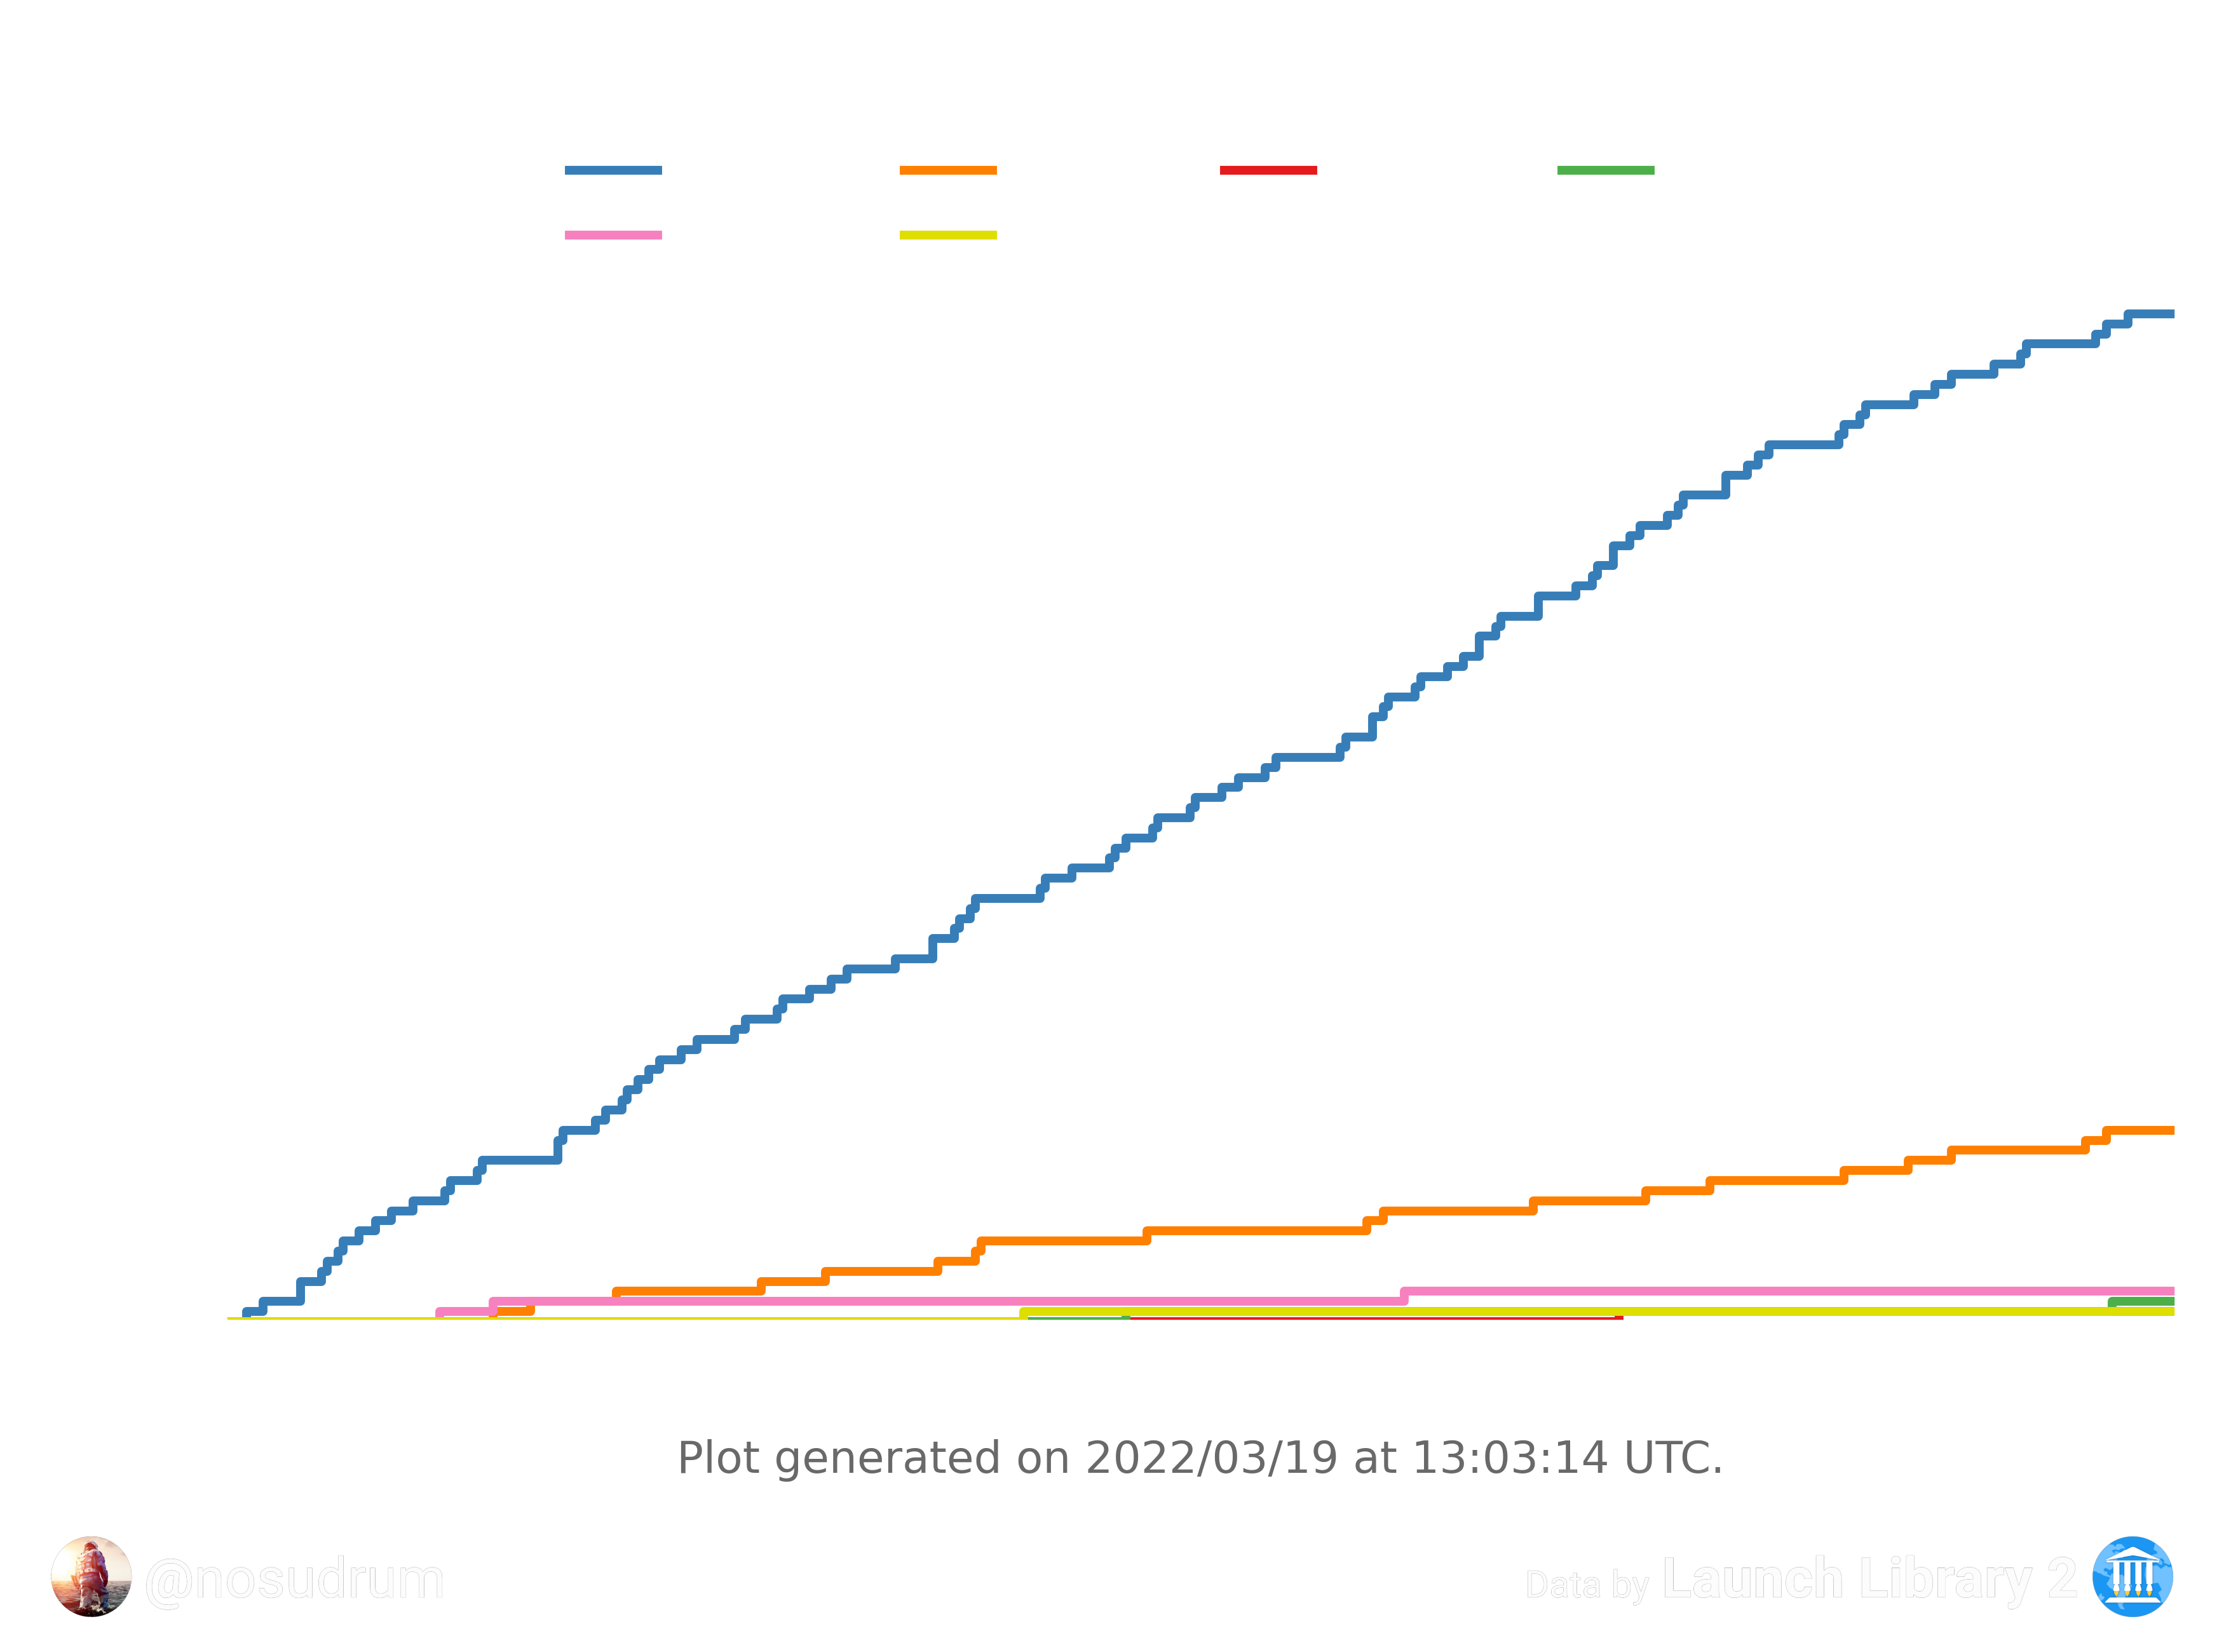 Plot generated on 2022/03/19 at 13:03:14 UTC.
@nosudrum
Data by Launch Library 2